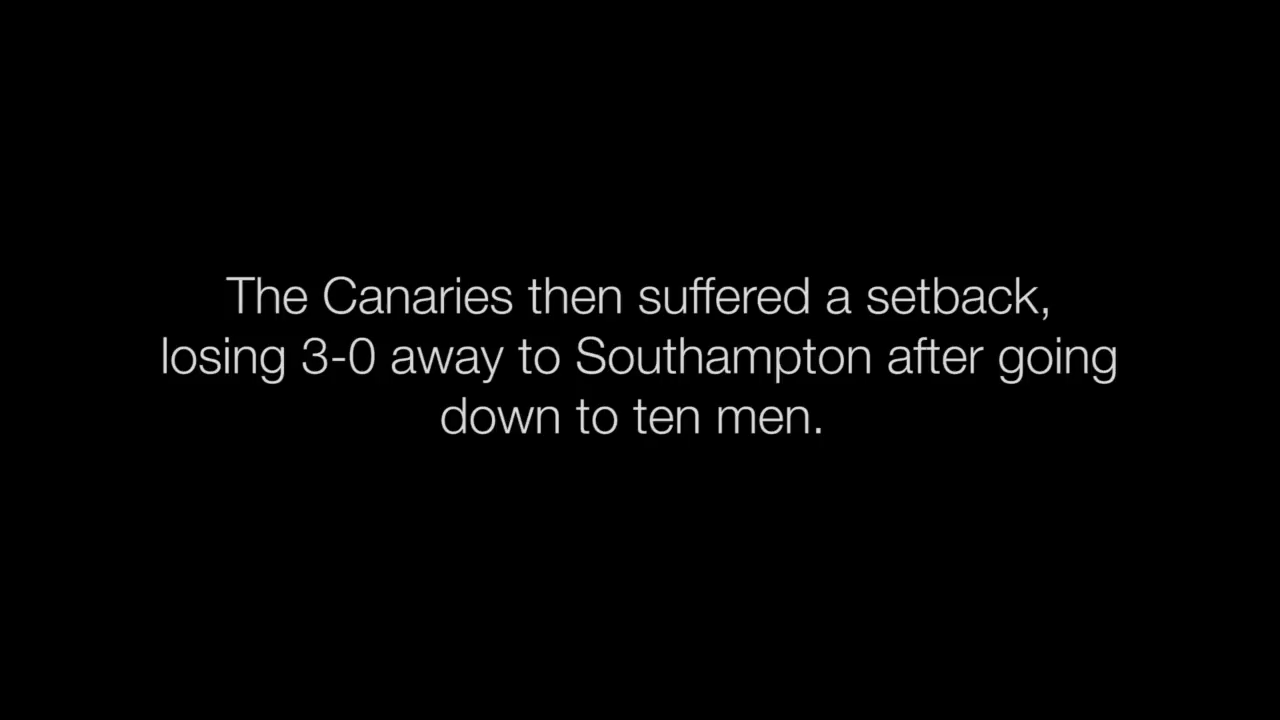 The Canaries then suffered a setback,
losing 3-0 away to Southampton after going
down to ten men.